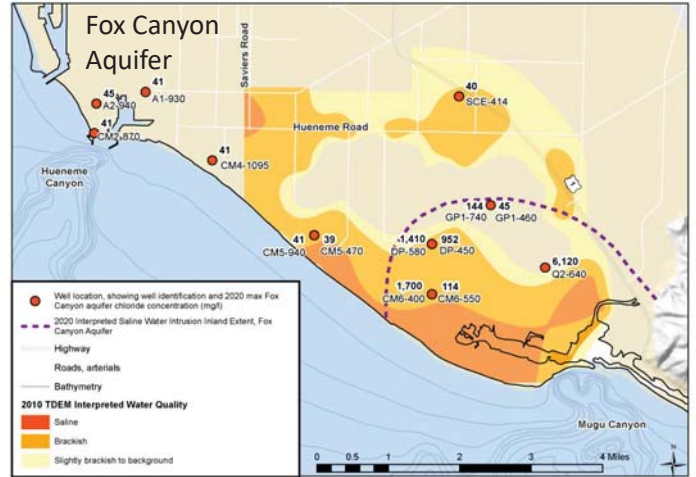 Fox Canyon
Aquifer
Saviers Road
41
A1-930
45
A2-940
41
CM2-870
40
SCE-414
Hueneme Road
41
CM4-1095
Hueneme
Canyon
1
144 45
GP1-740 GP1-460
41 39
CM5-940 CM5-470
1,410 952
DP-580 DP-450
6,120
Q2-640
1,700 114
CM6-400 CM6-550
Well location, showing well identification and 2020 max Fox
Canyon aquifer chloride concentration (mg/l)
2020 Interpreted Saline Water Intrusion Inland Extent, Fox
Canyon Aquifer
Highway
Roads, arterials
Bathymetry
2010 TDEM Interpreted Water Quality
Saline
Brackish
Slightly brackish to background
Mugu Canyon
N
0 0.5 1 2 3 4 Miles